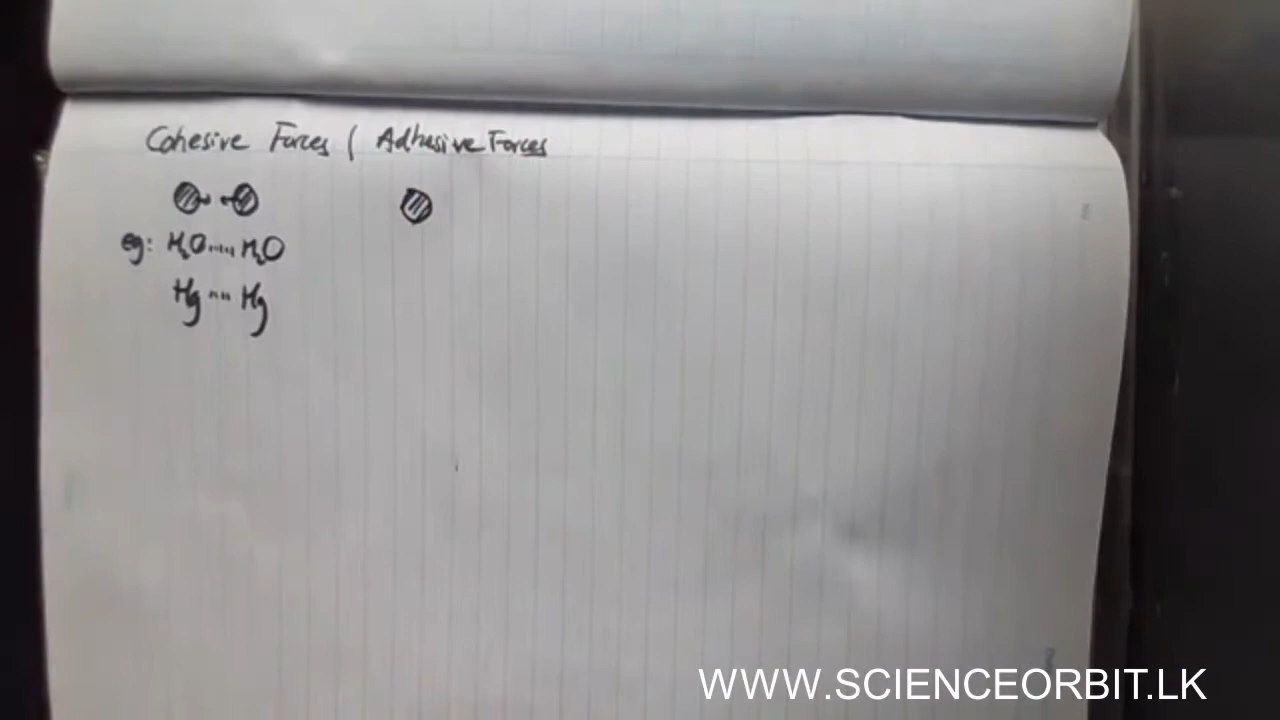 Cohesive Forces / Adhesive Forces
eg: H₂O.....H₂O
Hg....Hg
WWW.SCIENCEORBIT.LK